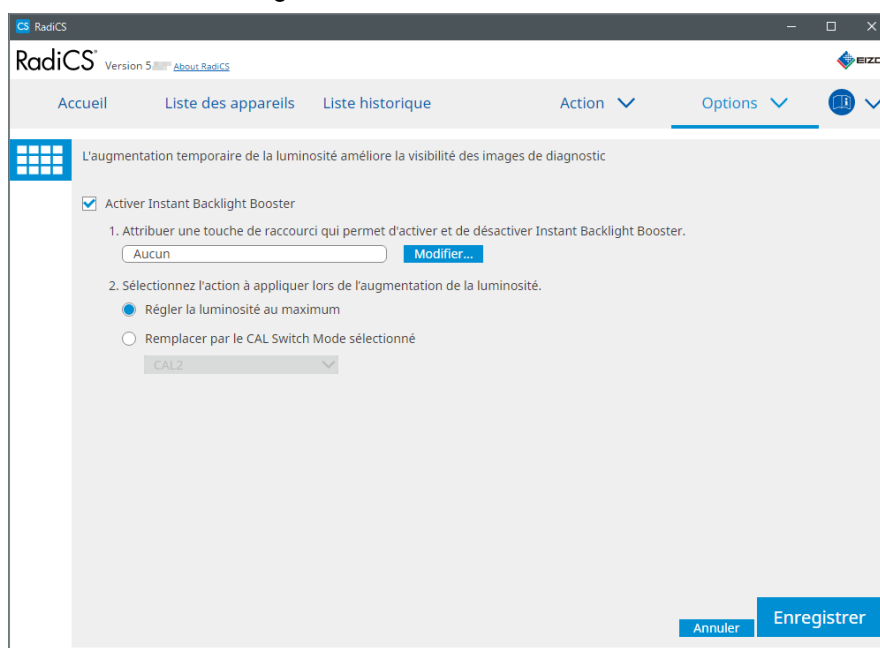 CS RadiCS
RadiCS® Version 5. About RadiCS
EIZO
Accueil Liste des appareils Liste historique Action Options
L'augmentation temporaire de la luminosité améliore la visibilité des images de diagnostic
Activer Instant Backlight Booster
1. Attribuer une touche de raccourci qui permet d'activer et de désactiver Instant Backlight Booster.
Aucun Modifier...
2. Sélectionnez l'action à appliquer lors de l'augmentation de la luminosité.
Régler la luminosité au maximum
Remplacer par le CAL Switch Mode sélectionné
CAL2
Annuler Enregistrer